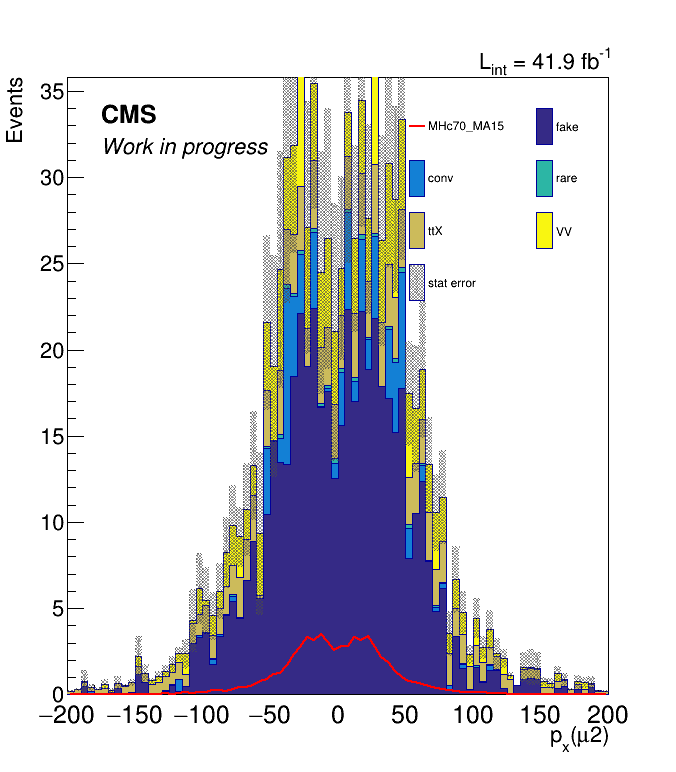 L_int = 41.9 fb^-1
Events
CMS
Work in progress
MHc70_MA15
fake
conv
rare
ttX
VV
stat error
35
30
25
20
15
10
5
0
−200 −150 −100 −50 0 50 100 150 200
p_x(μ2)